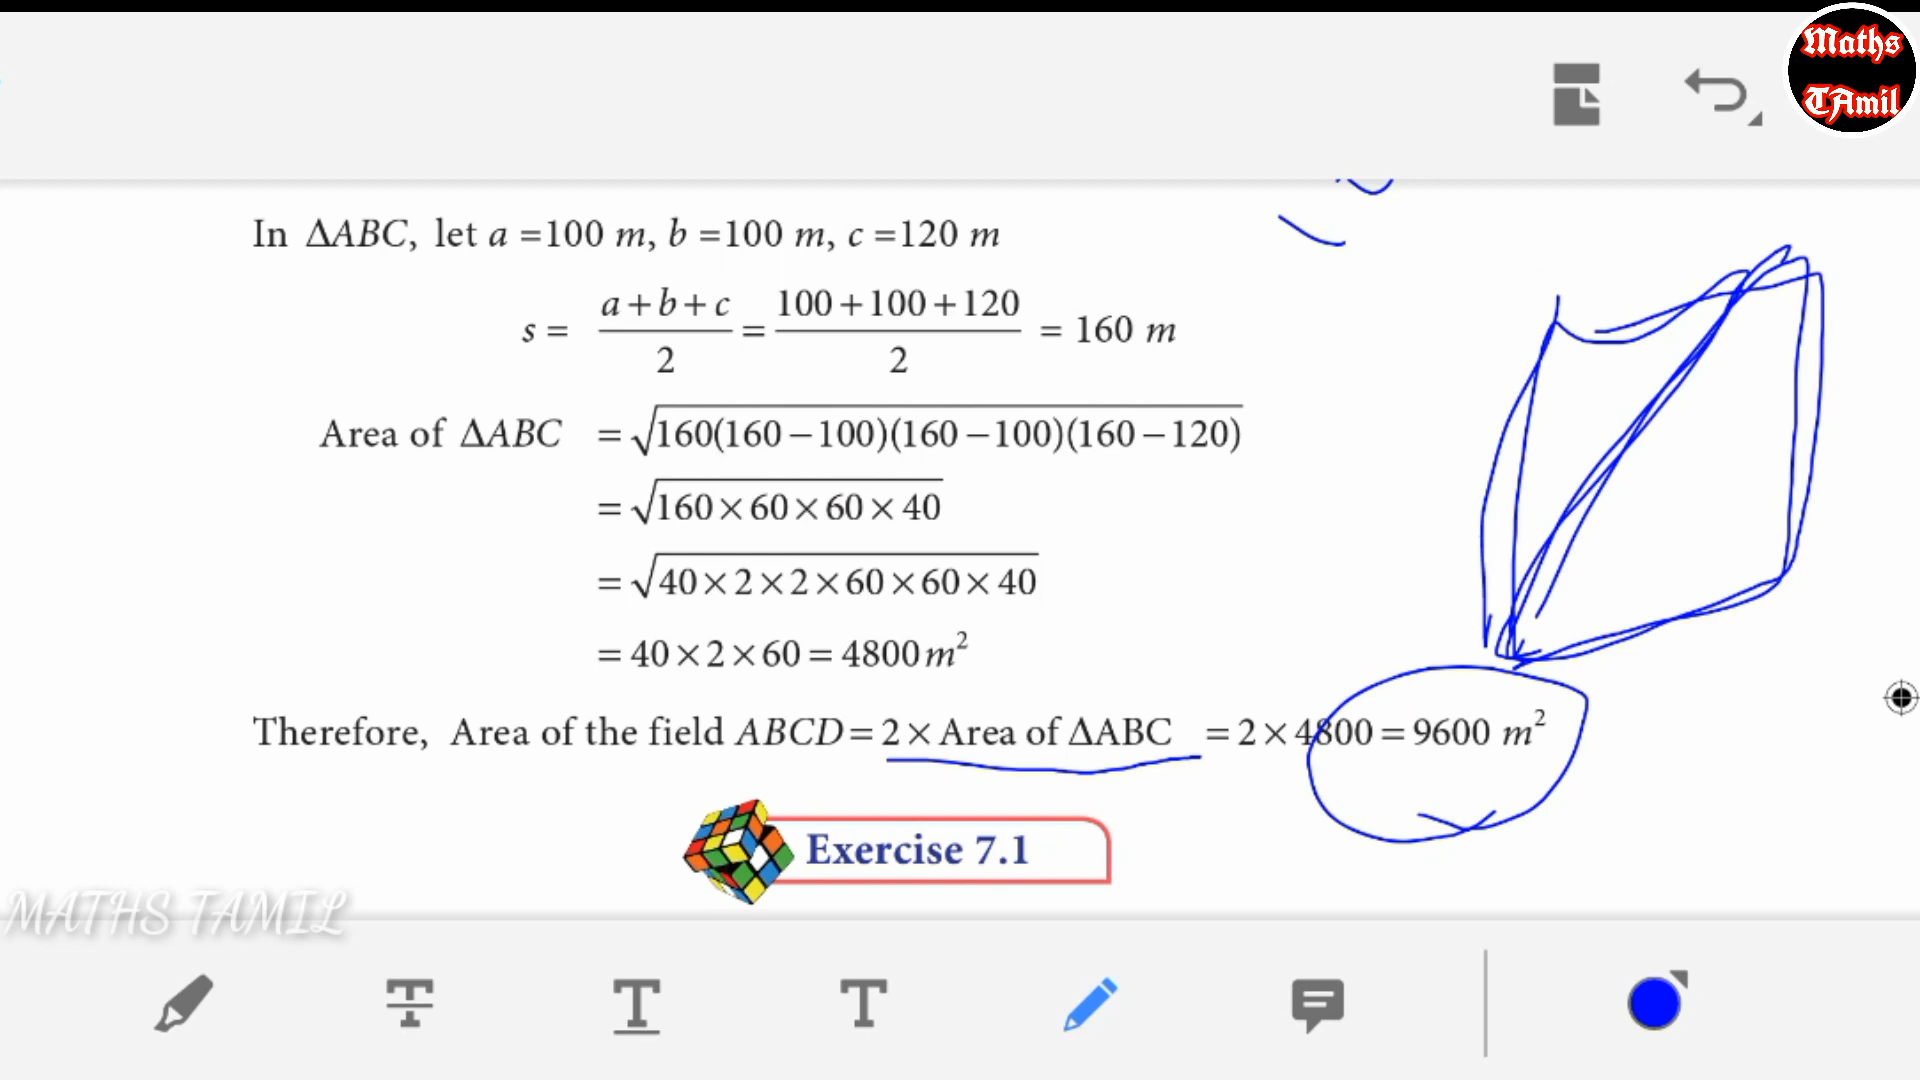 Maths
TAmil
In ΔABC, let a =100 m, b =100 m, c =120 m
s = (a+b+c)/2 = (100+100+120)/2 = 160 m
Area of ΔABC = √160(160−100)(160−100)(160−120)
= √160×60×60×40
= √40×2×2×60×60×40
= 40×2×60 = 4800 m²
Therefore, Area of the field ABCD = 2×Area of ΔABC = 2×4800 = 9600 m²
Exercise 7.1
MATHS TAMIL